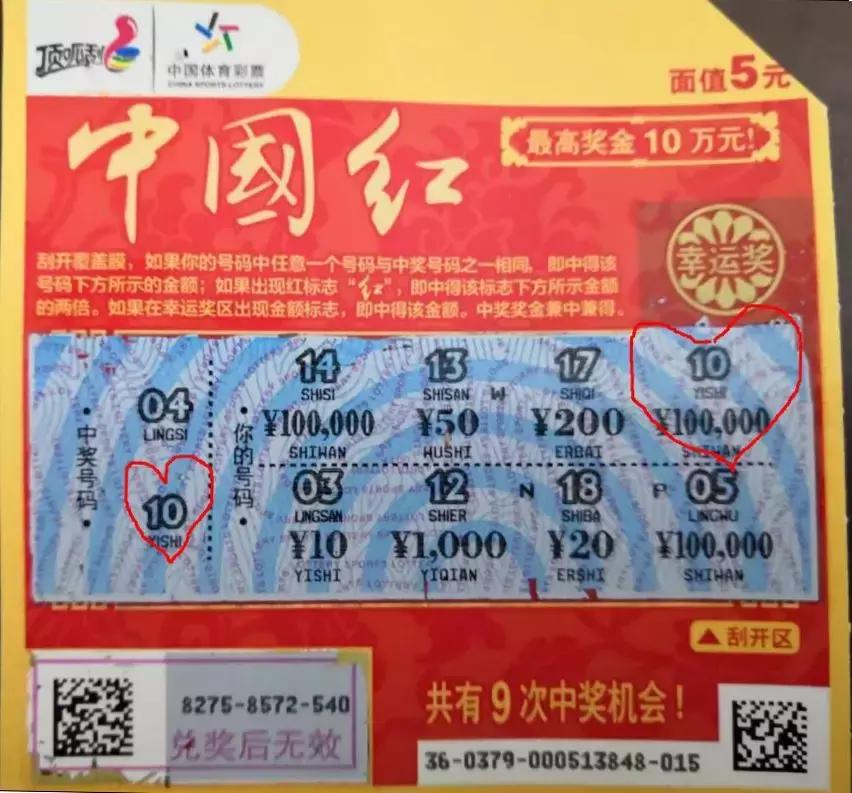 顶呱刮
中国体育彩票
CHINA SPORTS LOTTERY
面值5元
中國红
最高奖金10万元!
刮开覆盖膜，如果你的号码中任意一个号码与中奖号码之一相同，即中得该
号码下方所示的金额；如果出现红标志“红”，即中得该标志下方所示金额
的两倍。如果在幸运奖区出现金额标志，即中得该金额。中奖奖金兼中兼得。
幸运奖
中奖号码
04
LINGSI
10
YISHI
你的号码
14 13 17 10
SHISI SHISAN W SHIQI YISHI
¥100,000 ¥50 ¥200 ¥100,000
SHIWAN WUSHI ERBAI SHIWAN
03 12 N 18 P 05
LINGSAN SHIER SHIBA LINGWU
¥10 ¥1,000 ¥20 ¥100,000
YISHI YIQIAN ERSHI SHIWAN
▲刮开区
8275-8572-540
兑奖后无效
共有9次中奖机会！
36-0379-000513848-015